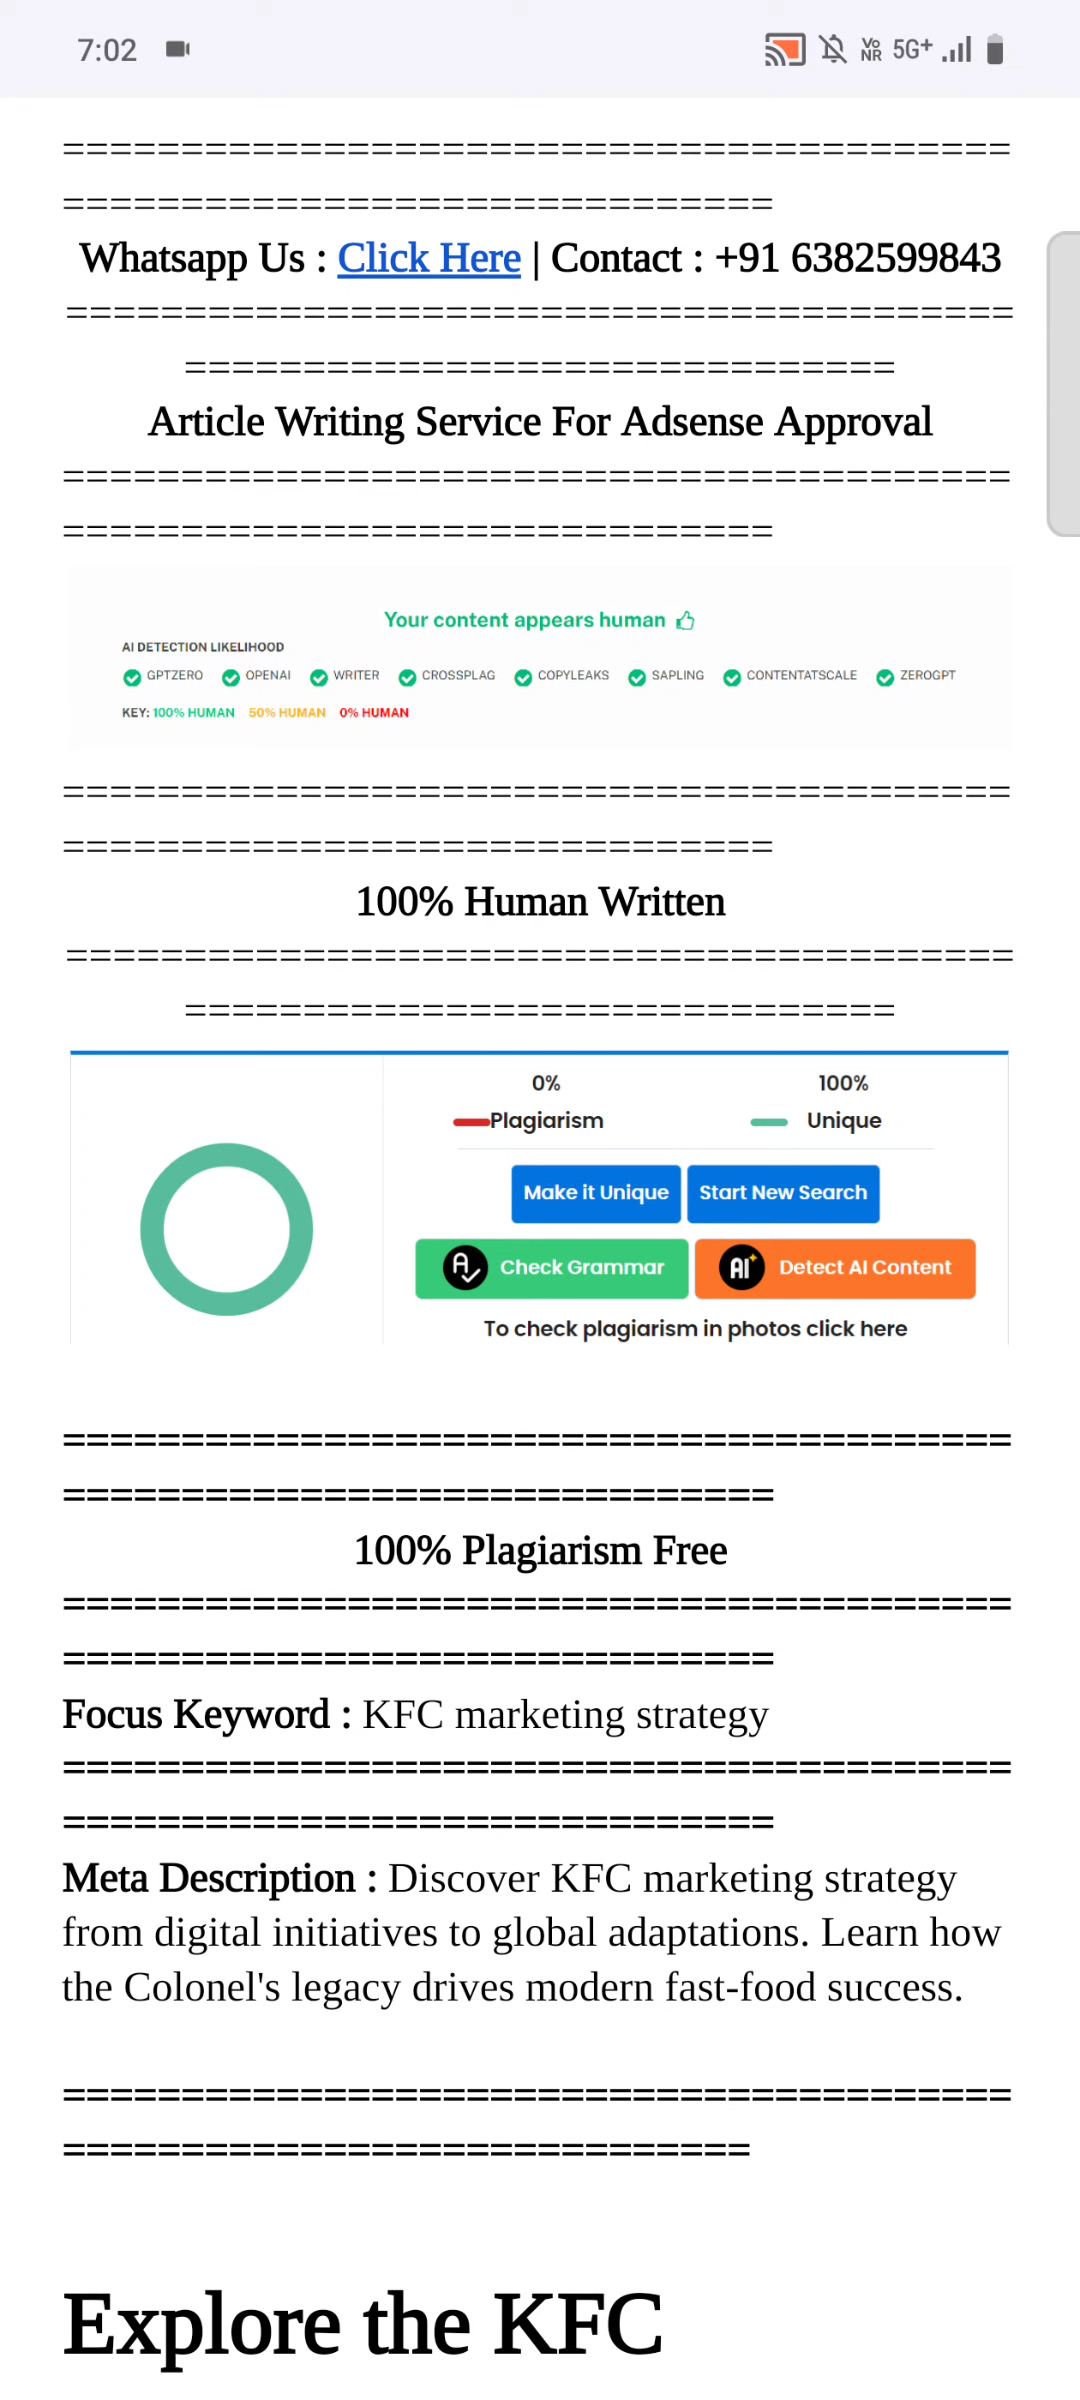 7:02 Vo NR 5G+
========================================
==============================
Whatsapp Us : Click Here | Contact : +91 6382599843
========================================
==============================
Article Writing Service For Adsense Approval
========================================
==============================
Your content appears human
AI DETECTION LIKELIHOOD
GPTZERO OPENAI WRITER CROSSPLAG COPYLEAKS SAPLING CONTENTATSCALE ZEROGPT
KEY: 100% HUMAN 50% HUMAN 0% HUMAN
========================================
==============================
100% Human Written
========================================
==============================
0% 100%
Plagiarism Unique
Make it Unique Start New Search
A Check Grammar AI Detect AI Content
To check plagiarism in photos click here
========================================
==============================
100% Plagiarism Free
========================================
==============================
Focus Keyword : KFC marketing strategy
========================================
==============================
Meta Description : Discover KFC marketing strategy
from digital initiatives to global adaptations. Learn how
the Colonel's legacy drives modern fast-food success.
========================================
=============================
Explore the KFC